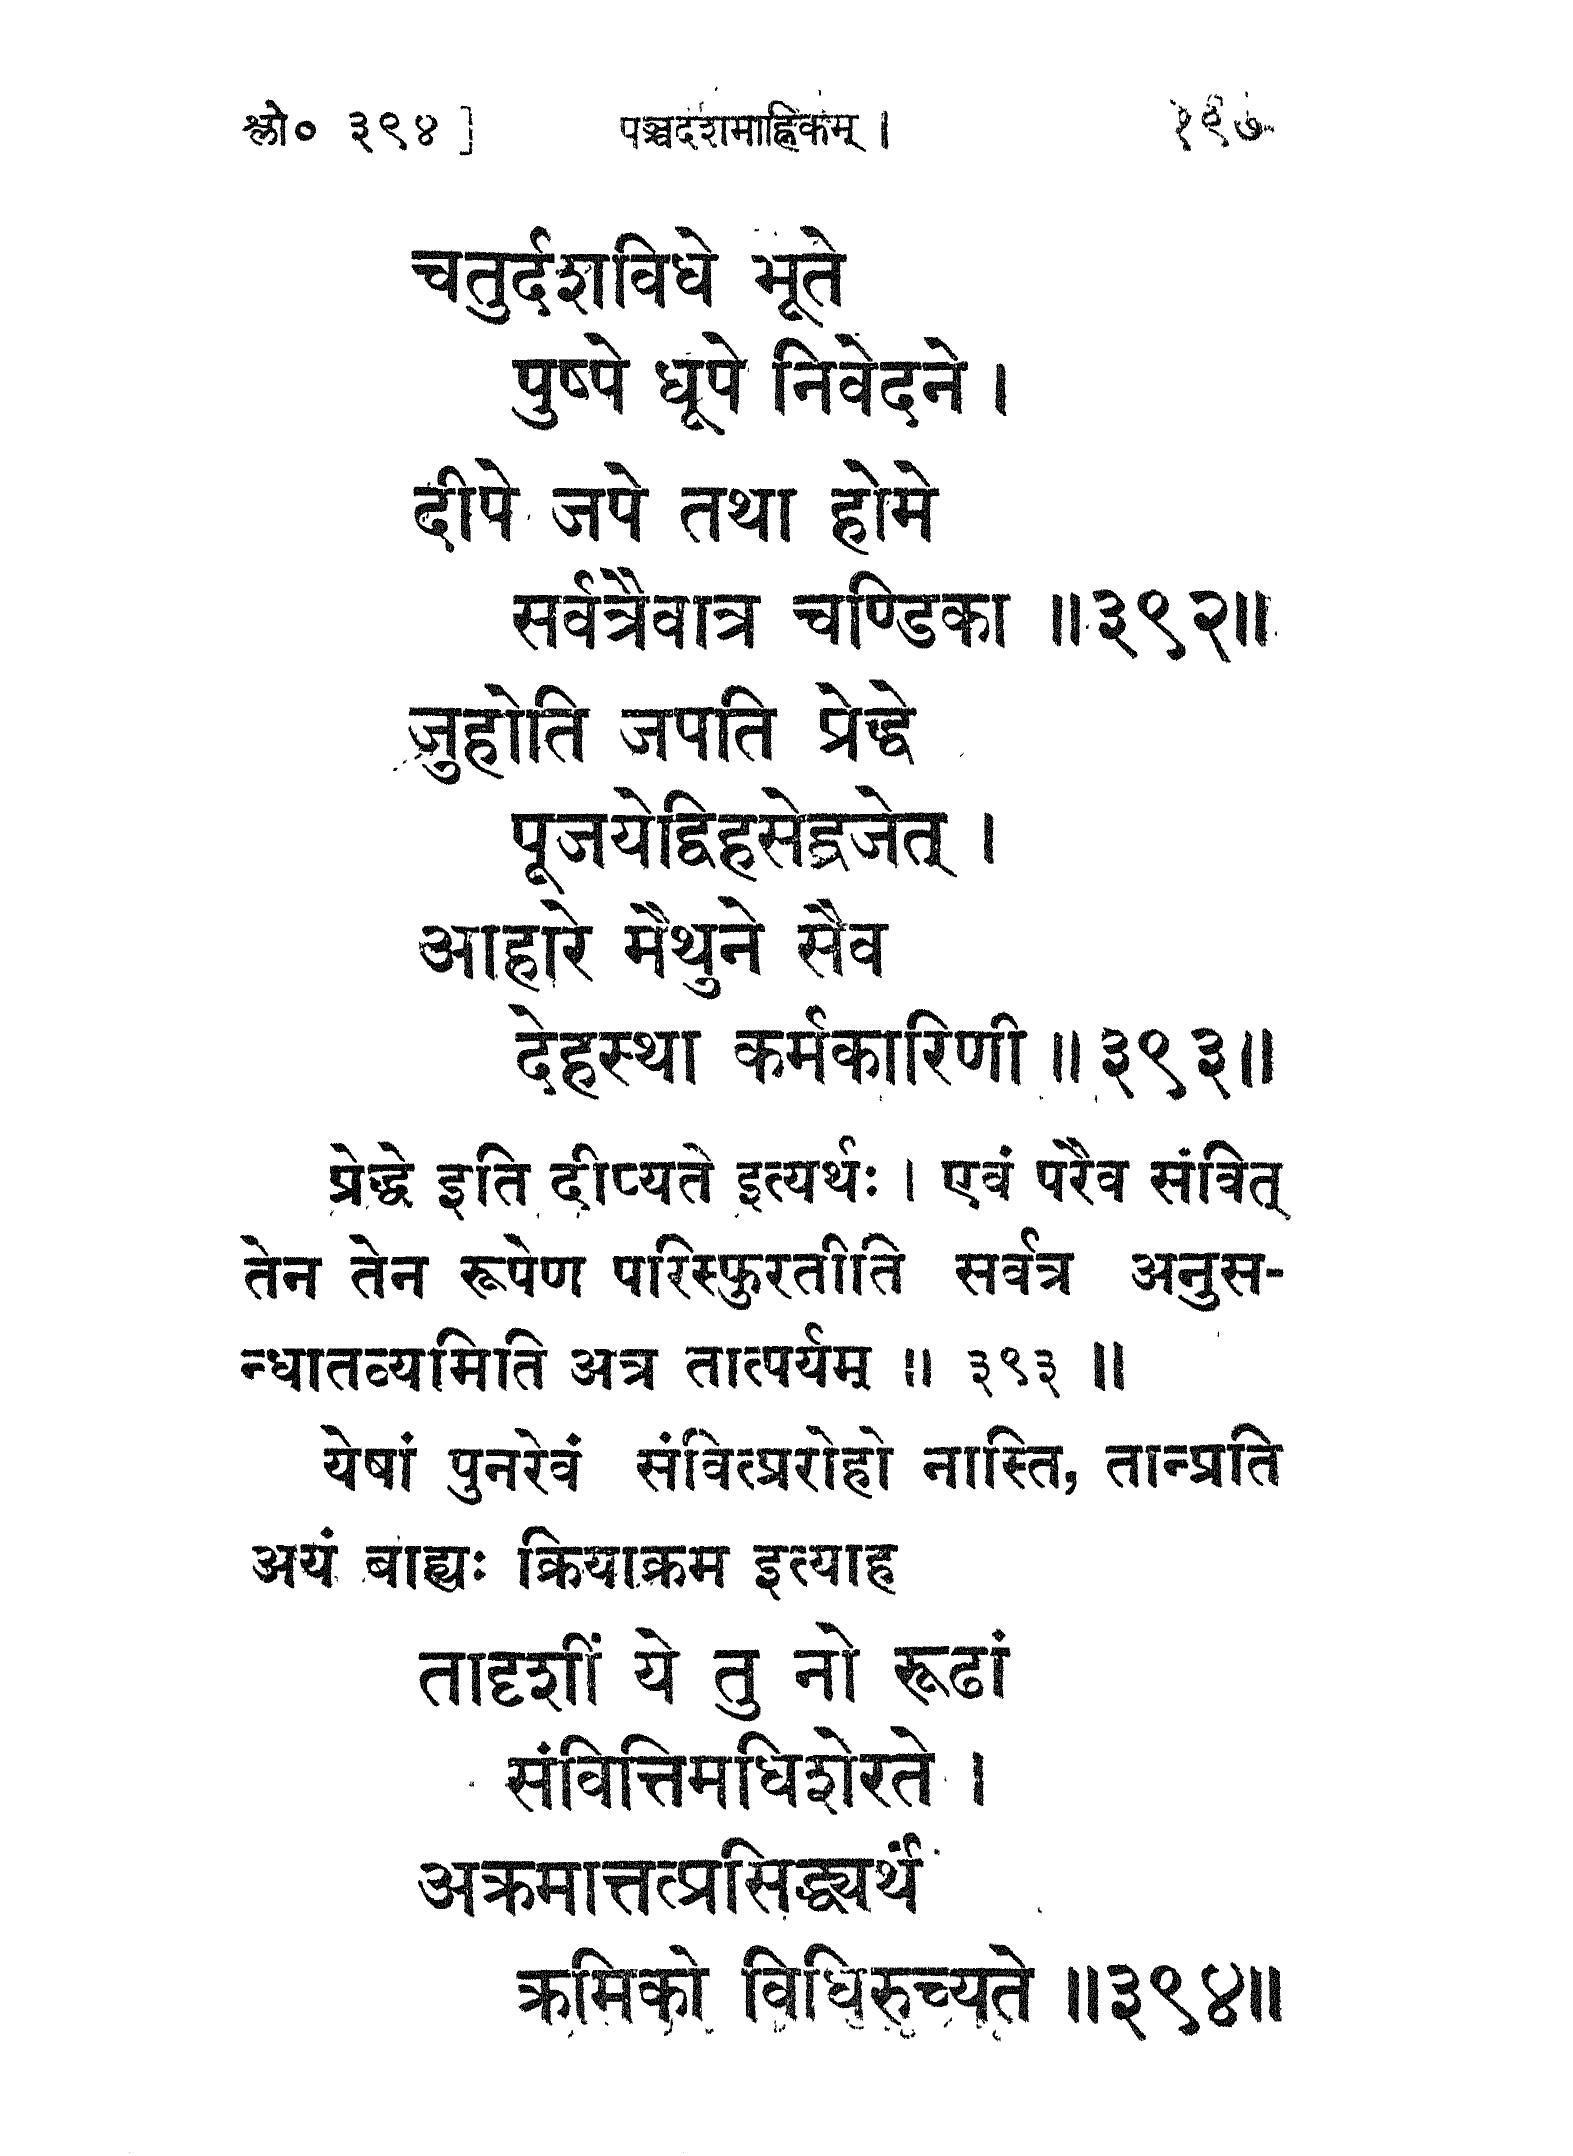 श्लो० ३९४ ] पञ्चदशमाह्निकम् । १९७
चतुर्दशविधे भूते
पुष्पे धूपे निवेदने ।
दीपे जपे तथा होमे
सर्वत्रैवात्र चण्डिका ॥३९२॥
जुहोति जपति प्रेद्धे
पूजयेद्विहसेद्व्रजेत् ।
आहारे मैथुने सैव
देहस्था कर्मकारिणी ॥३९३॥
प्रेद्धे इति दीप्यते इत्यर्थः । एवं परैव संवित्
तेन तेन रूपेण परिस्फुरतीति सर्वत्र अनुस-
न्धातव्यमिति अत्र तात्पर्यम् ॥ ३९३ ॥
येषां पुनरेवं संवित्प्ररोहो नास्ति, तान्प्रति
अयं बाह्यः क्रियाक्रम इत्याह
तादृशीं ये तु नो रूढां
संवित्तिमधिशेरते ।
अक्रमात्तत्प्रसिद्ध्यर्थं
क्रमिको विधिरुच्यते ॥३९४॥